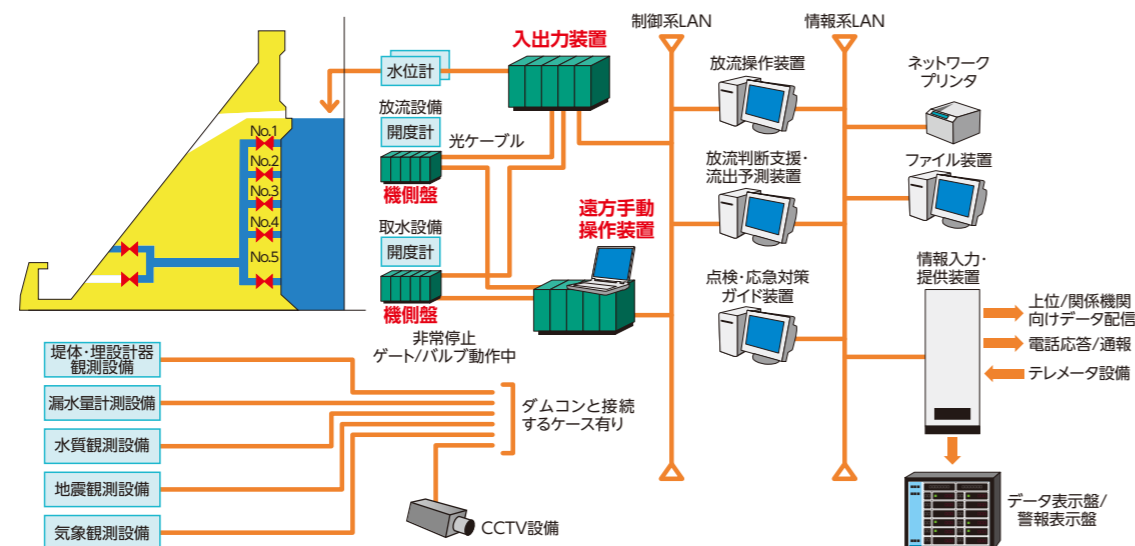 制御系LAN
情報系LAN
入出力装置
水位計
放流設備
開度計
光ケーブル
機側盤
No.1
No.2
No.3
No.4
No.5
取水設備
開度計
機側盤
非常停止
ゲート/バルブ動作中
遠方手動
操作装置
放流操作装置
放流判断支援・
流出予測装置
点検・応急対策
ガイド装置
ネットワーク
プリンタ
ファイル装置
情報入力・
提供装置
上位/関係機関
向けデータ配信
電話応答/通報
テレメータ設備
データ表示盤/
警報表示盤
堤体・埋設計器
観測設備
漏水量計測設備
水質観測設備
地震観測設備
気象観測設備
ダムコンと接続
するケース有り
CCTV設備